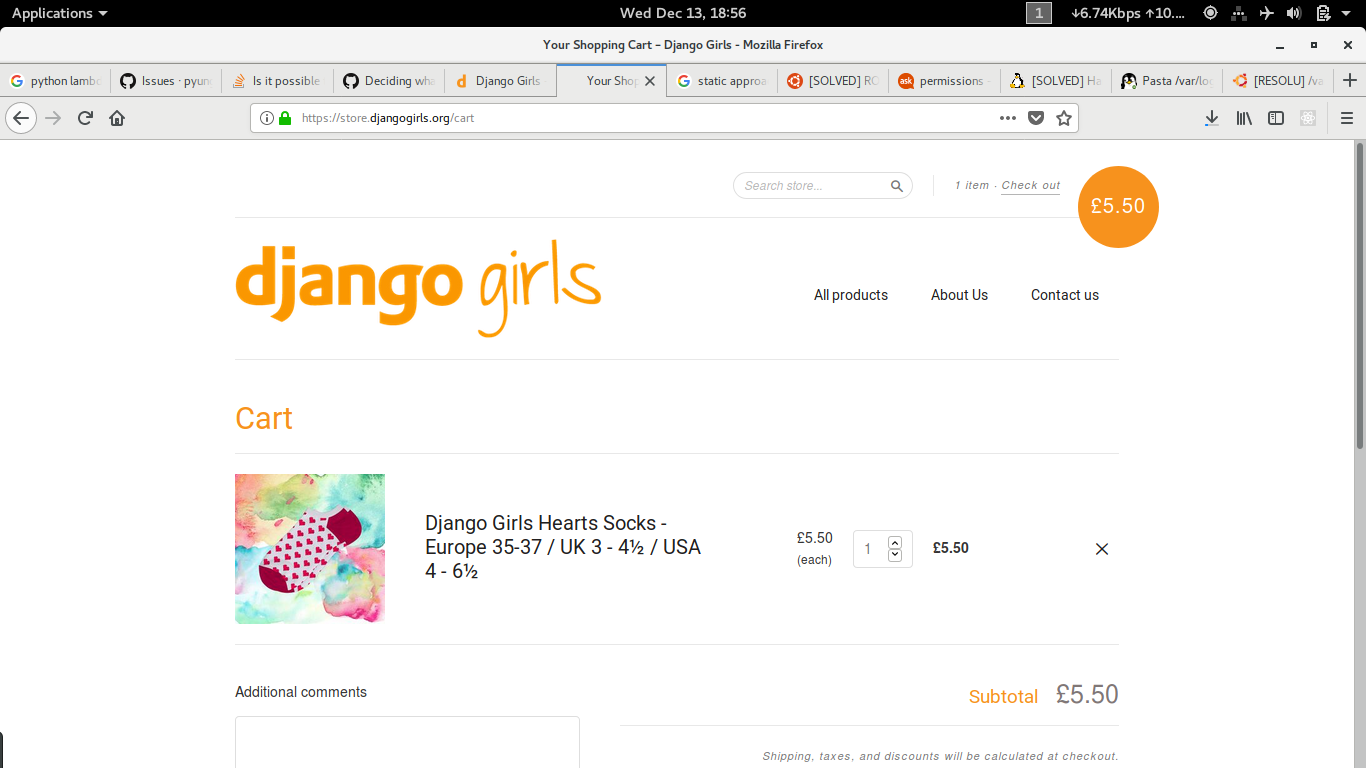 Applications
Wed Dec 13, 18:56
1
↓6.74Kbps ↑10....
Your Shopping Cart – Django Girls - Mozilla Firefox
python lambd
Issues · pyup
Is it possible
Deciding wha
Django Girls
Your Shop
static approa
[SOLVED] RO
permissions -
[SOLVED] Ha
Pasta /var/log
[RESOLU] /va
https://store.djangogirls.org/cart
Search store...
1 item · Check out
£5.50
django girls
All products
About Us
Contact us
Cart
Django Girls Hearts Socks -
Europe 35-37 / UK 3 - 4½ / USA
4 - 6½
£5.50
(each)
1
£5.50
Additional comments
Subtotal £5.50
Shipping, taxes, and discounts will be calculated at checkout.